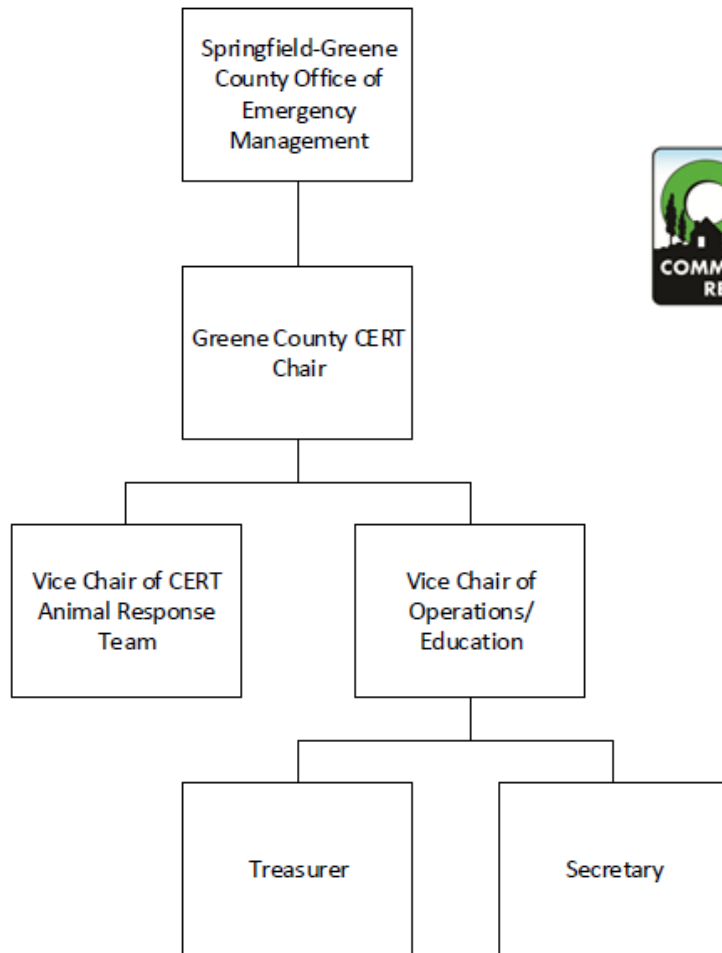 Springfield-Greene
County Office of
Emergency
Management
Greene County CERT
Chair
Vice Chair of CERT
Animal Response
Team
Vice Chair of
Operations/
Education
Treasurer
Secretary